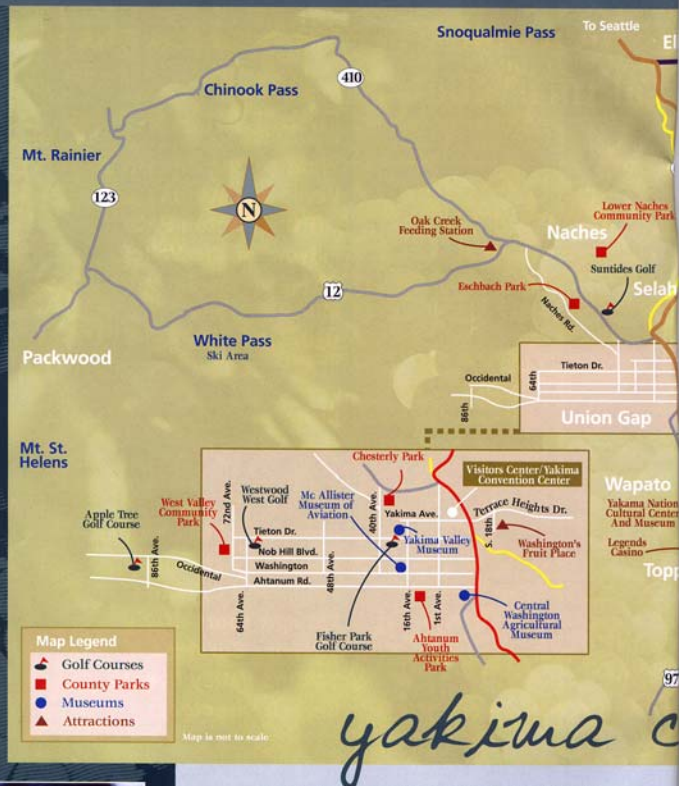 Snoqualmie Pass
To Seattle
El
410
Chinook Pass
Mt. Rainier
123
N
Oak Creek
Feeding Station
Lower Naches
Community Park
Naches
Suntides Golf
Eschbach Park
Selah
12
Naches Rd.
White Pass
Ski Area
Packwood
Tieton Dr.
64th
Occidental
86th
Union Gap
Mt. St.
Helens
Chesterly Park
Visitors Center/Yakima
Convention Center
Wapato
Yakama Nation
Cultural Center
And Museum
Legends
Casino
Topp
Apple Tree
Golf Course
West Valley
Community
Park
72nd Ave.
Westwood
West Golf
Mc Allister
Museum of
Aviation
40th Ave.
Yakima Ave.
S. 18th
Terrace Heights Dr.
Washington's
Fruit Place
Tieton Dr.
Yakima Valley
Museum
Nob Hill Blvd.
Washington
Ahtanum Rd.
86th Ave.
Occidental
48th Ave.
64th Ave.
16th Ave.
1st Ave.
Fisher Park
Golf Course
Ahtanum
Youth
Activities
Park
Central
Washington
Agricultural
Museum
97
Map Legend
Golf Courses
County Parks
Museums
Attractions
Map is not to scale
yakima c